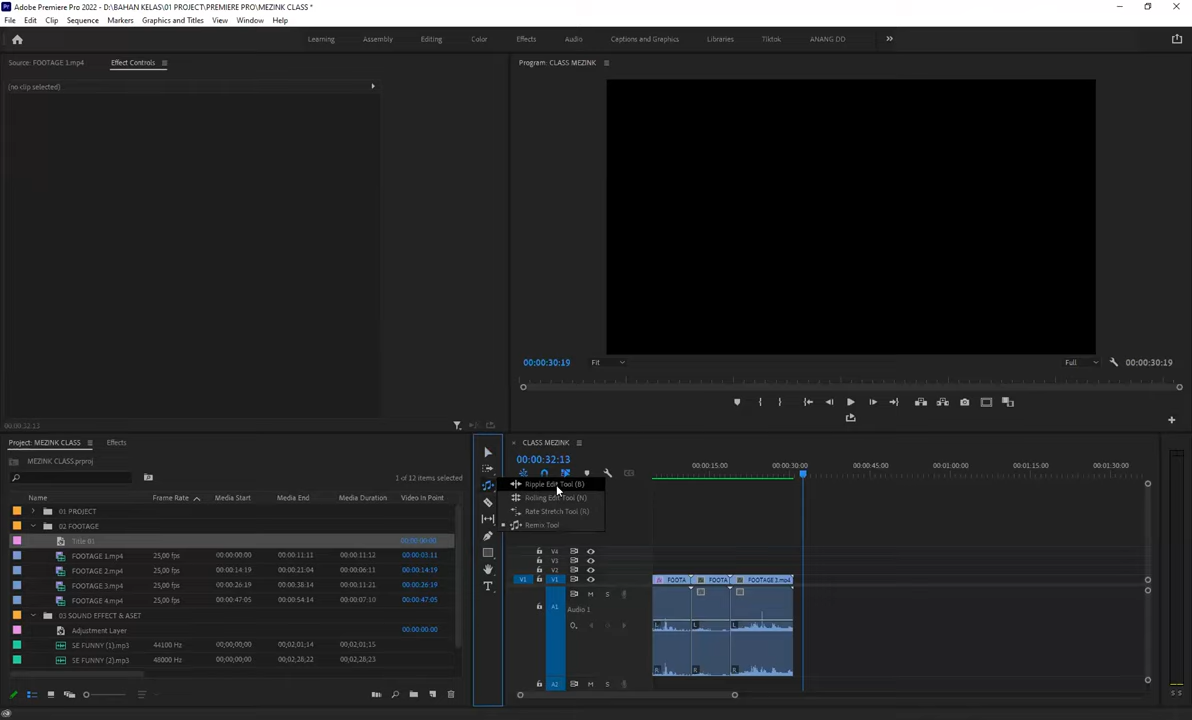 Adobe Premiere Pro 2022 - D:\BAHAN KELAS\01 PROJECT\PREMIERE PRO\MEZINK CLASS *
File Edit Clip Sequence Markers Graphics and Titles View Window Help
Learning Assembly Editing Color Effects Audio Captions and Graphics Libraries Tiktok ANANG DD
Source: FOOTAGE 1.mp4 Effect Controls
Program: CLASS MEZINK
(no clip selected)
00:00:30:19 Fit Full 00:00:30:19
00:00:32:13
Project: MEZINK CLASS Effects
MEZINK CLASS.prproj
1 of 12 items selected
Name Frame Rate Media Start Media End Media Duration Video In Point
01 PROJECT
02 FOOTAGE
Title 01 00:00:00:00
FOOTAGE 1.mp4 25,00 fps 00:00:00:00 00:00:11:11 00:00:11:12 00:00:03:11
FOOTAGE 2.mp4 25,00 fps 00:00:14:19 00:00:21:04 00:00:06:11 00:00:14:19
FOOTAGE 3.mp4 25,00 fps 00:00:26:19 00:00:38:11 00:00:11:18 00:00:26:19
FOOTAGE 4.mp4 25,00 fps 00:00:47:05 00:00:54:14 00:00:07:10 00:00:47:05
03 SOUND EFFECT & ASET
Adjustment Layer 00:00:00:00
SE FUNNY (1).mp3 44100 Hz 00;00;00;00 00;02;01;14 00;02;01;15
SE FUNNY (2).mp3 48000 Hz 00;00;00;00 00;02;28;22 00;02;28;23
CLASS MEZINK
00:00:32:13
00:00:15:00 00:00:30:00 00:00:45:00 00:01:00:00 00:01:15:00 00:01:30:00
Ripple Edit Tool (B)
Rolling Edit Tool (N)
Rate Stretch Tool (R)
Remix Tool
V4
V3
V2
V1 V1 FOOTA FOOTA FOOTAGE 3.mp4
A1 M S
Audio 1
L L L
R R R
A2 M S
S S